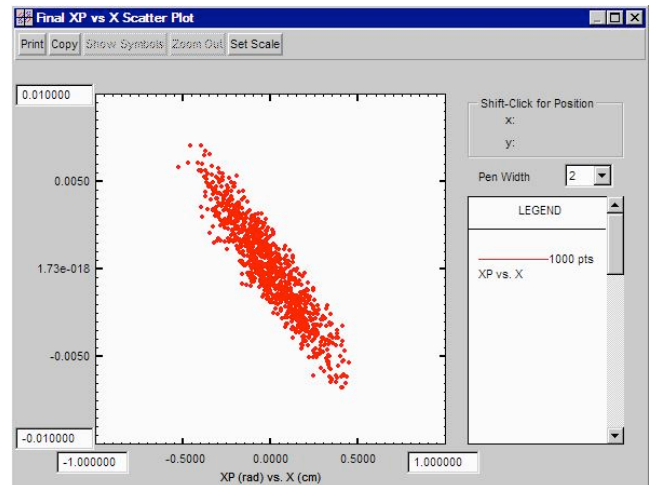 Final XP vs X Scatter Plot
Print Copy Show Symbols Zoom Out Set Scale
0.010000
0.0050
1.73e-018
-0.0050
-0.010000
-1.000000 -0.5000 0.0000 0.5000 1.000000
XP (rad) vs. X (cm)
Shift-Click for Position
x:
y:
Pen Width 2
LEGEND
1000 pts
XP vs. X